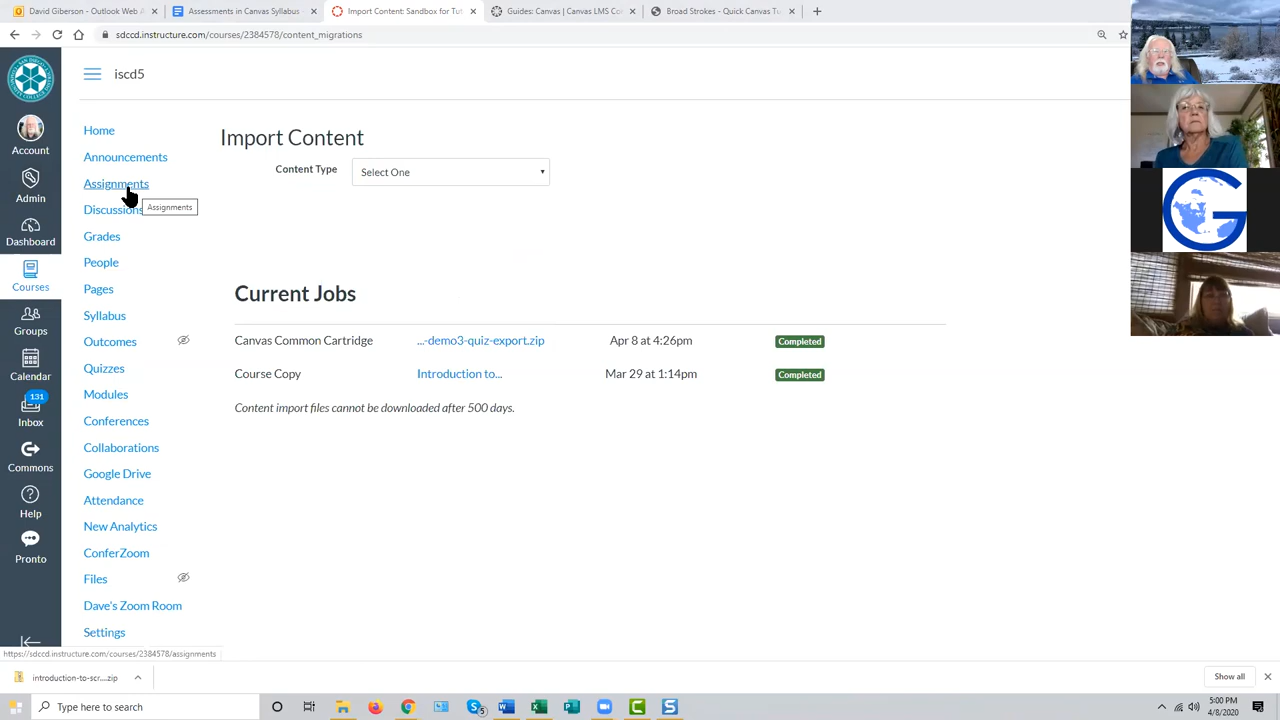 David Giberson - Outlook Web A
Assessments in Canvas Syllabus
Import Content: Sandbox for Tut
Guides: Canvas | Canvas LMS Co
Broad Strokes - Quick Canvas Tu
sdccd.instructure.com/courses/2384578/content_migrations
iscd5
Account
Admin
Dashboard
Courses
Groups
Calendar
131
Inbox
Commons
Help
Pronto
Home
Announcements
Assignments
Assignments
Discussions
Grades
People
Pages
Syllabus
Outcomes
Quizzes
Modules
Conferences
Collaborations
Google Drive
Attendance
New Analytics
ConferZoom
Files
Dave's Zoom Room
Settings
Import Content
Content Type
Select One
Current Jobs
Canvas Common Cartridge ...-demo3-quiz-export.zip Apr 8 at 4:26pm Completed
Course Copy Introduction to... Mar 29 at 1:14pm Completed
Content import files cannot be downloaded after 500 days.
https://sdccd.instructure.com/courses/2384578/assignments
introduction-to-scr....zip
Show all
Type here to search
5
5:00 PM
4/8/2020